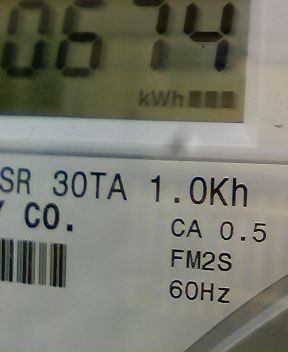 0674
kWh
SR 30TA 1.0Kh
Y CO.
CA 0.5
FM2S
60Hz